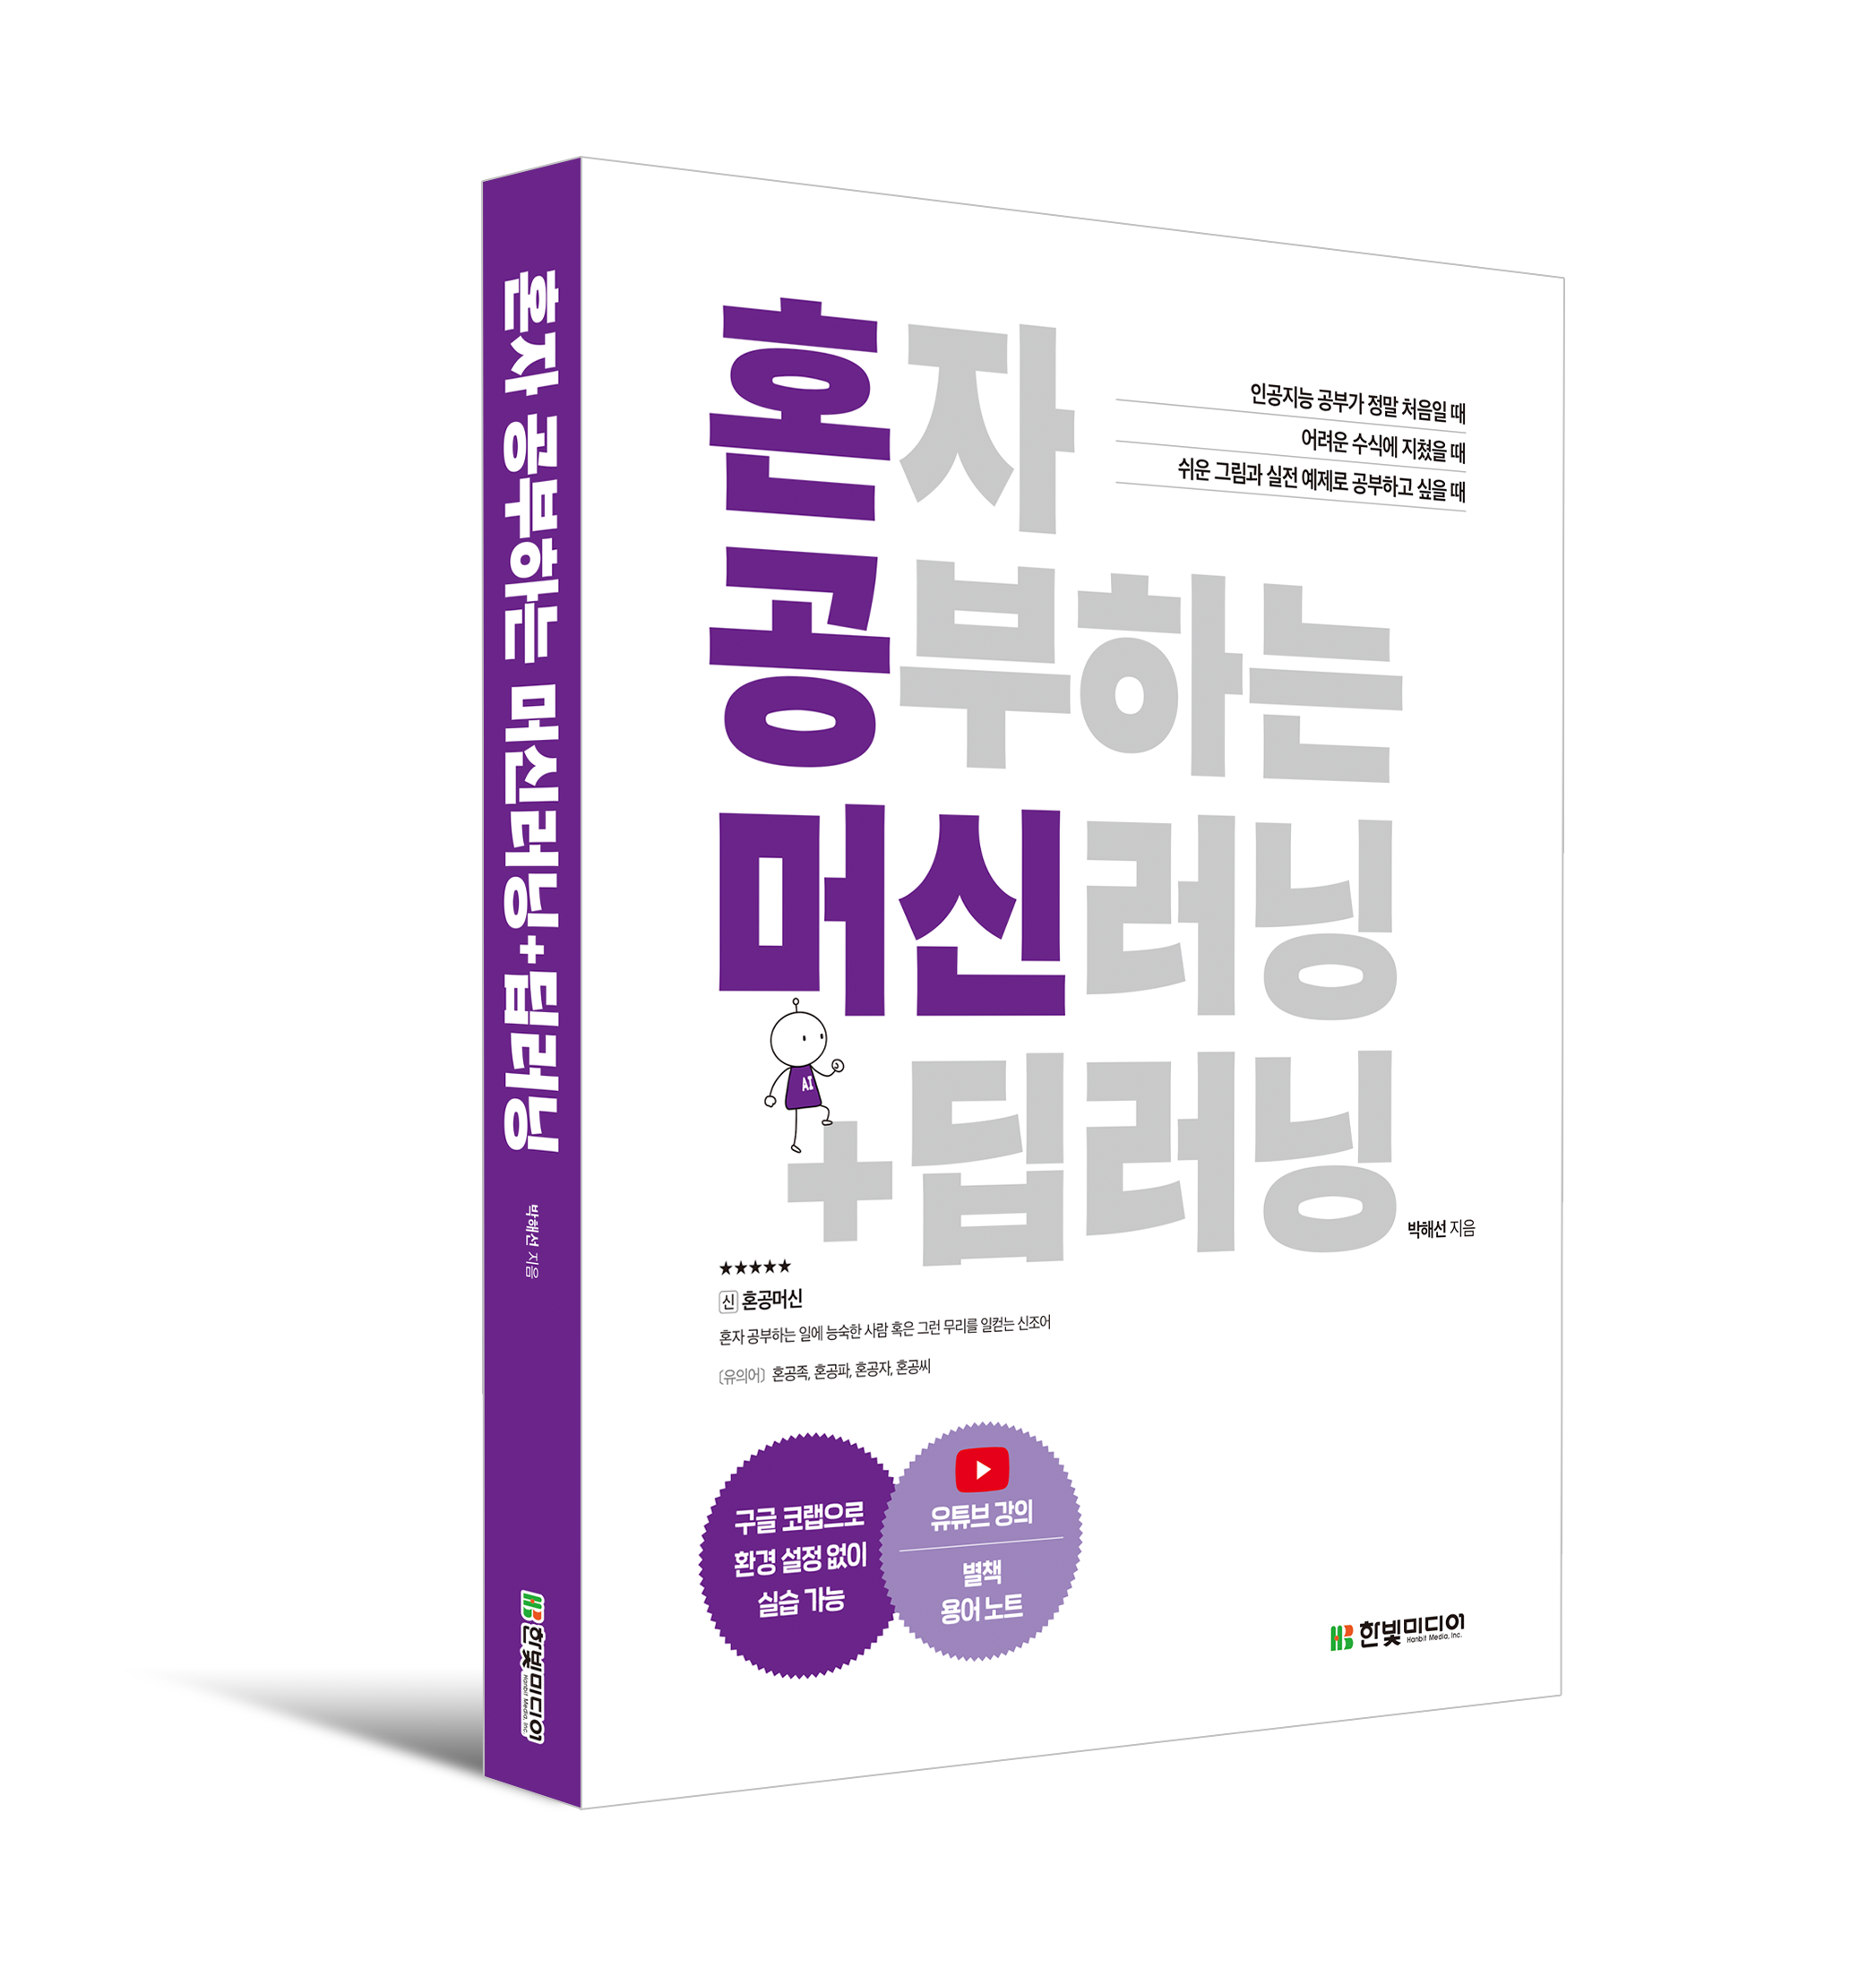 혼자 공부하는 머신러닝+딥러닝
박해선 지음
HB 한빛미디어
Hanbit Media, Inc.
인공지능 공부가 정말 처음일 때
어려운 수식에 지쳤을 때
쉬운 그림과 실전 예제로 공부하고 싶을 때
혼자
공부하는
머신러닝
AI
+딥러닝
박해선 지음
★★★★★
신 혼공머신
혼자 공부하는 일에 능숙한 사람 혹은 그런 무리를 일컫는 신조어
[유의어] 혼공족, 혼공파, 혼공자, 혼공씨
구글 코랩으로
환경 설정 없이
실습 가능
유튜브 강의
별책
용어 노트
HB 한빛미디어
Hanbit Media, Inc.